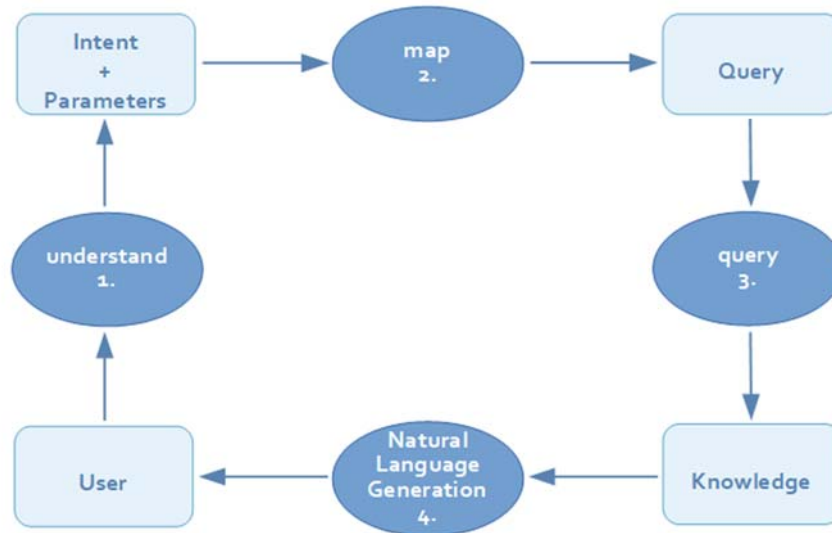 Intent
+
Parameters
map
2.
Query
understand
1.
query
3.
User
Natural
Language
Generation
4.
Knowledge